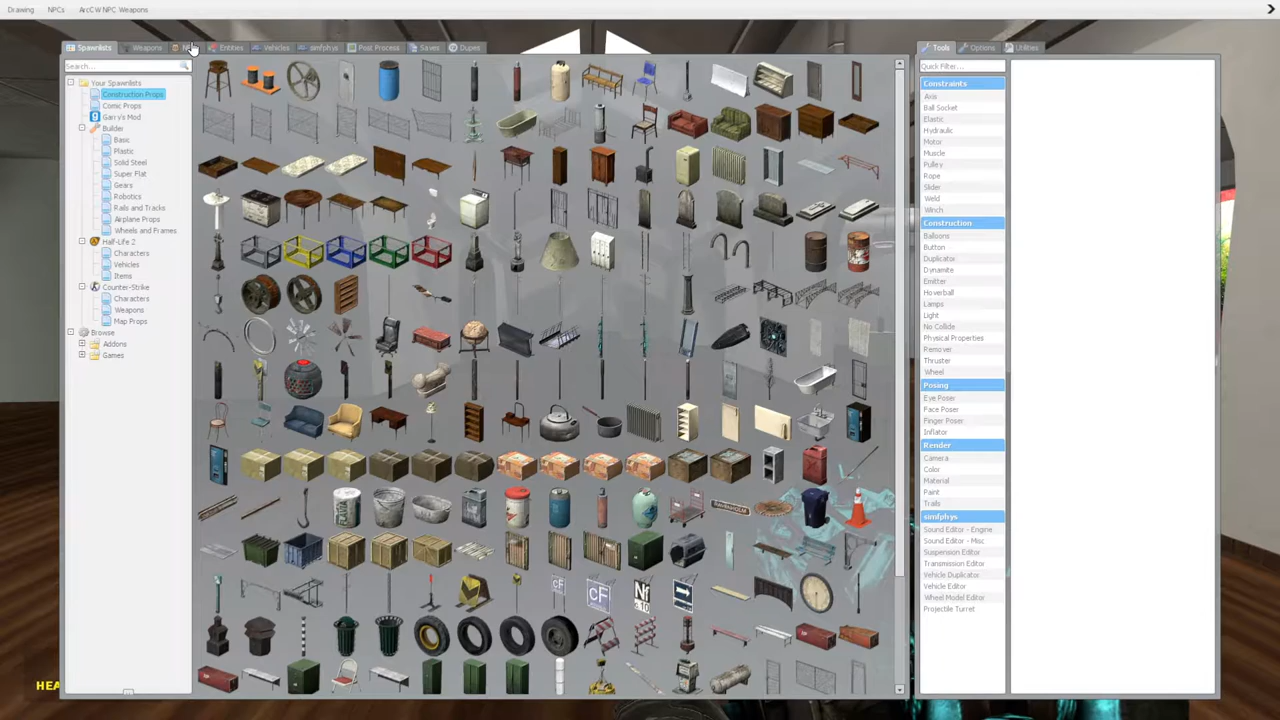 Drawing NPCs ArcCW NPC Weapons
Spawnlists Weapons Entities Vehicles simfphys Post Process Saves Dupes
Search...
Your Spawnlists
Construction Props
Comic Props
Garry's Mod
Builder
Basic
Plastic
Solid Steel
Super Flat
Gears
Robotics
Rails and Tracks
Airplane Props
Wheels and Frames
Half-Life 2
Characters
Vehicles
Items
Counter-Strike
Characters
Weapons
Map Props
Browse
Addons
Games
RAVENHOLM
cF
cF
Nf
HEA
Tools Options Utilities
Quick Filter...
Constraints
Axis
Ball Socket
Elastic
Hydraulic
Motor
Muscle
Pulley
Rope
Slider
Weld
Winch
Construction
Balloons
Button
Duplicator
Dynamite
Emitter
Hoverball
Lamps
Light
No Collide
Physical Properties
Remover
Thruster
Wheel
Posing
Eye Poser
Face Poser
Finger Poser
Inflator
Render
Camera
Color
Material
Paint
Trails
simfphys
Sound Editor - Engine
Sound Editor - Misc
Suspension Editor
Transmission Editor
Vehicle Duplicator
Vehicle Editor
Wheel Model Editor
Projectile Turret